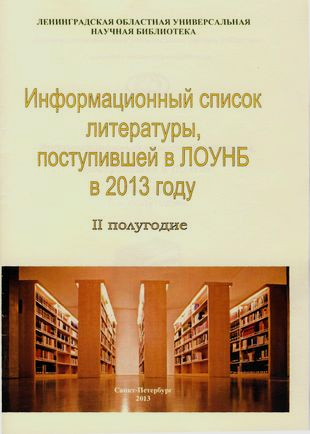 ЛЕНИНГРАДСКАЯ ОБЛАСТНАЯ УНИВЕРСАЛЬНАЯ
НАУЧНАЯ БИБЛИОТЕКА
Информационный список
литературы,
поступившей в ЛОУНБ
в 2013 году
II полугодие
Санкт-Петербург
2013